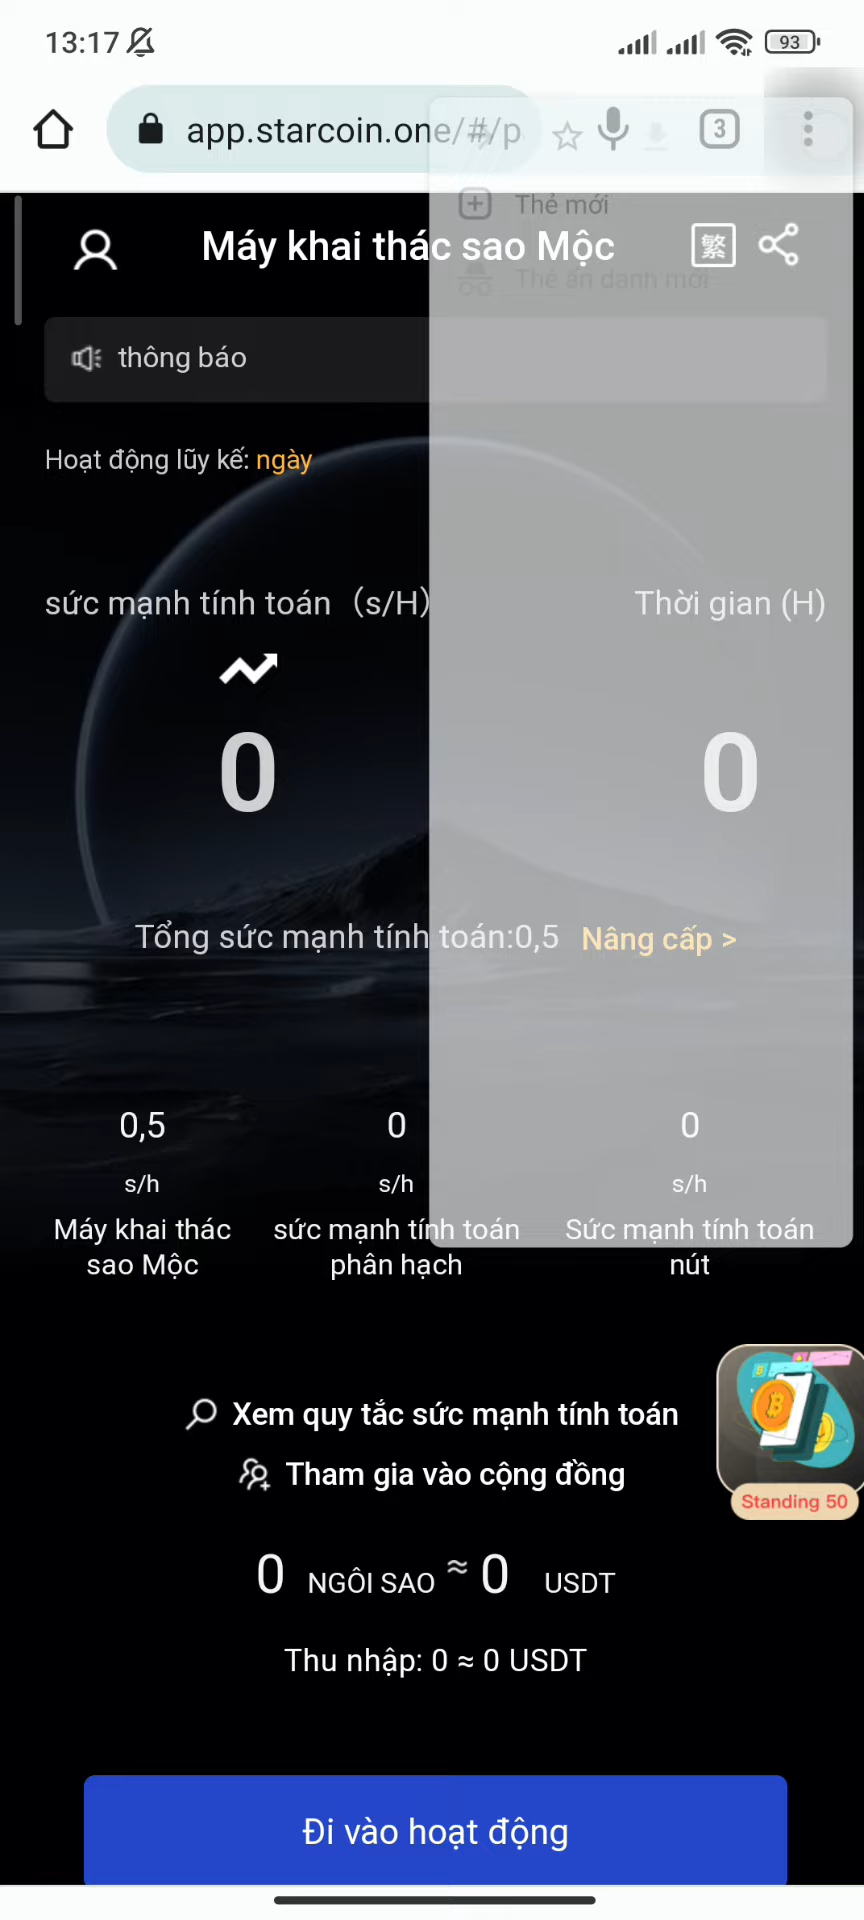 13:17
93
app.starcoin.one/#/p
3
Thẻ mới
Máy khai thác sao Mộc
繁
Thẻ ẩn danh mới
thông báo
Hoạt động lũy kế: ngày
sức mạnh tính toán（s/H）
Thời gian (H)
0
0
Tổng sức mạnh tính toán:0,5 Nâng cấp >
0,5
0
0
s/h
s/h
s/h
Máy khai thác sức mạnh tính toán Sức mạnh tính toán
sao Mộc phân hạch nút
Xem quy tắc sức mạnh tính toán
Tham gia vào cộng đồng
Standing 50
0 NGÔI SAO ≈ 0 USDT
Thu nhập: 0 ≈ 0 USDT
Đi vào hoạt động